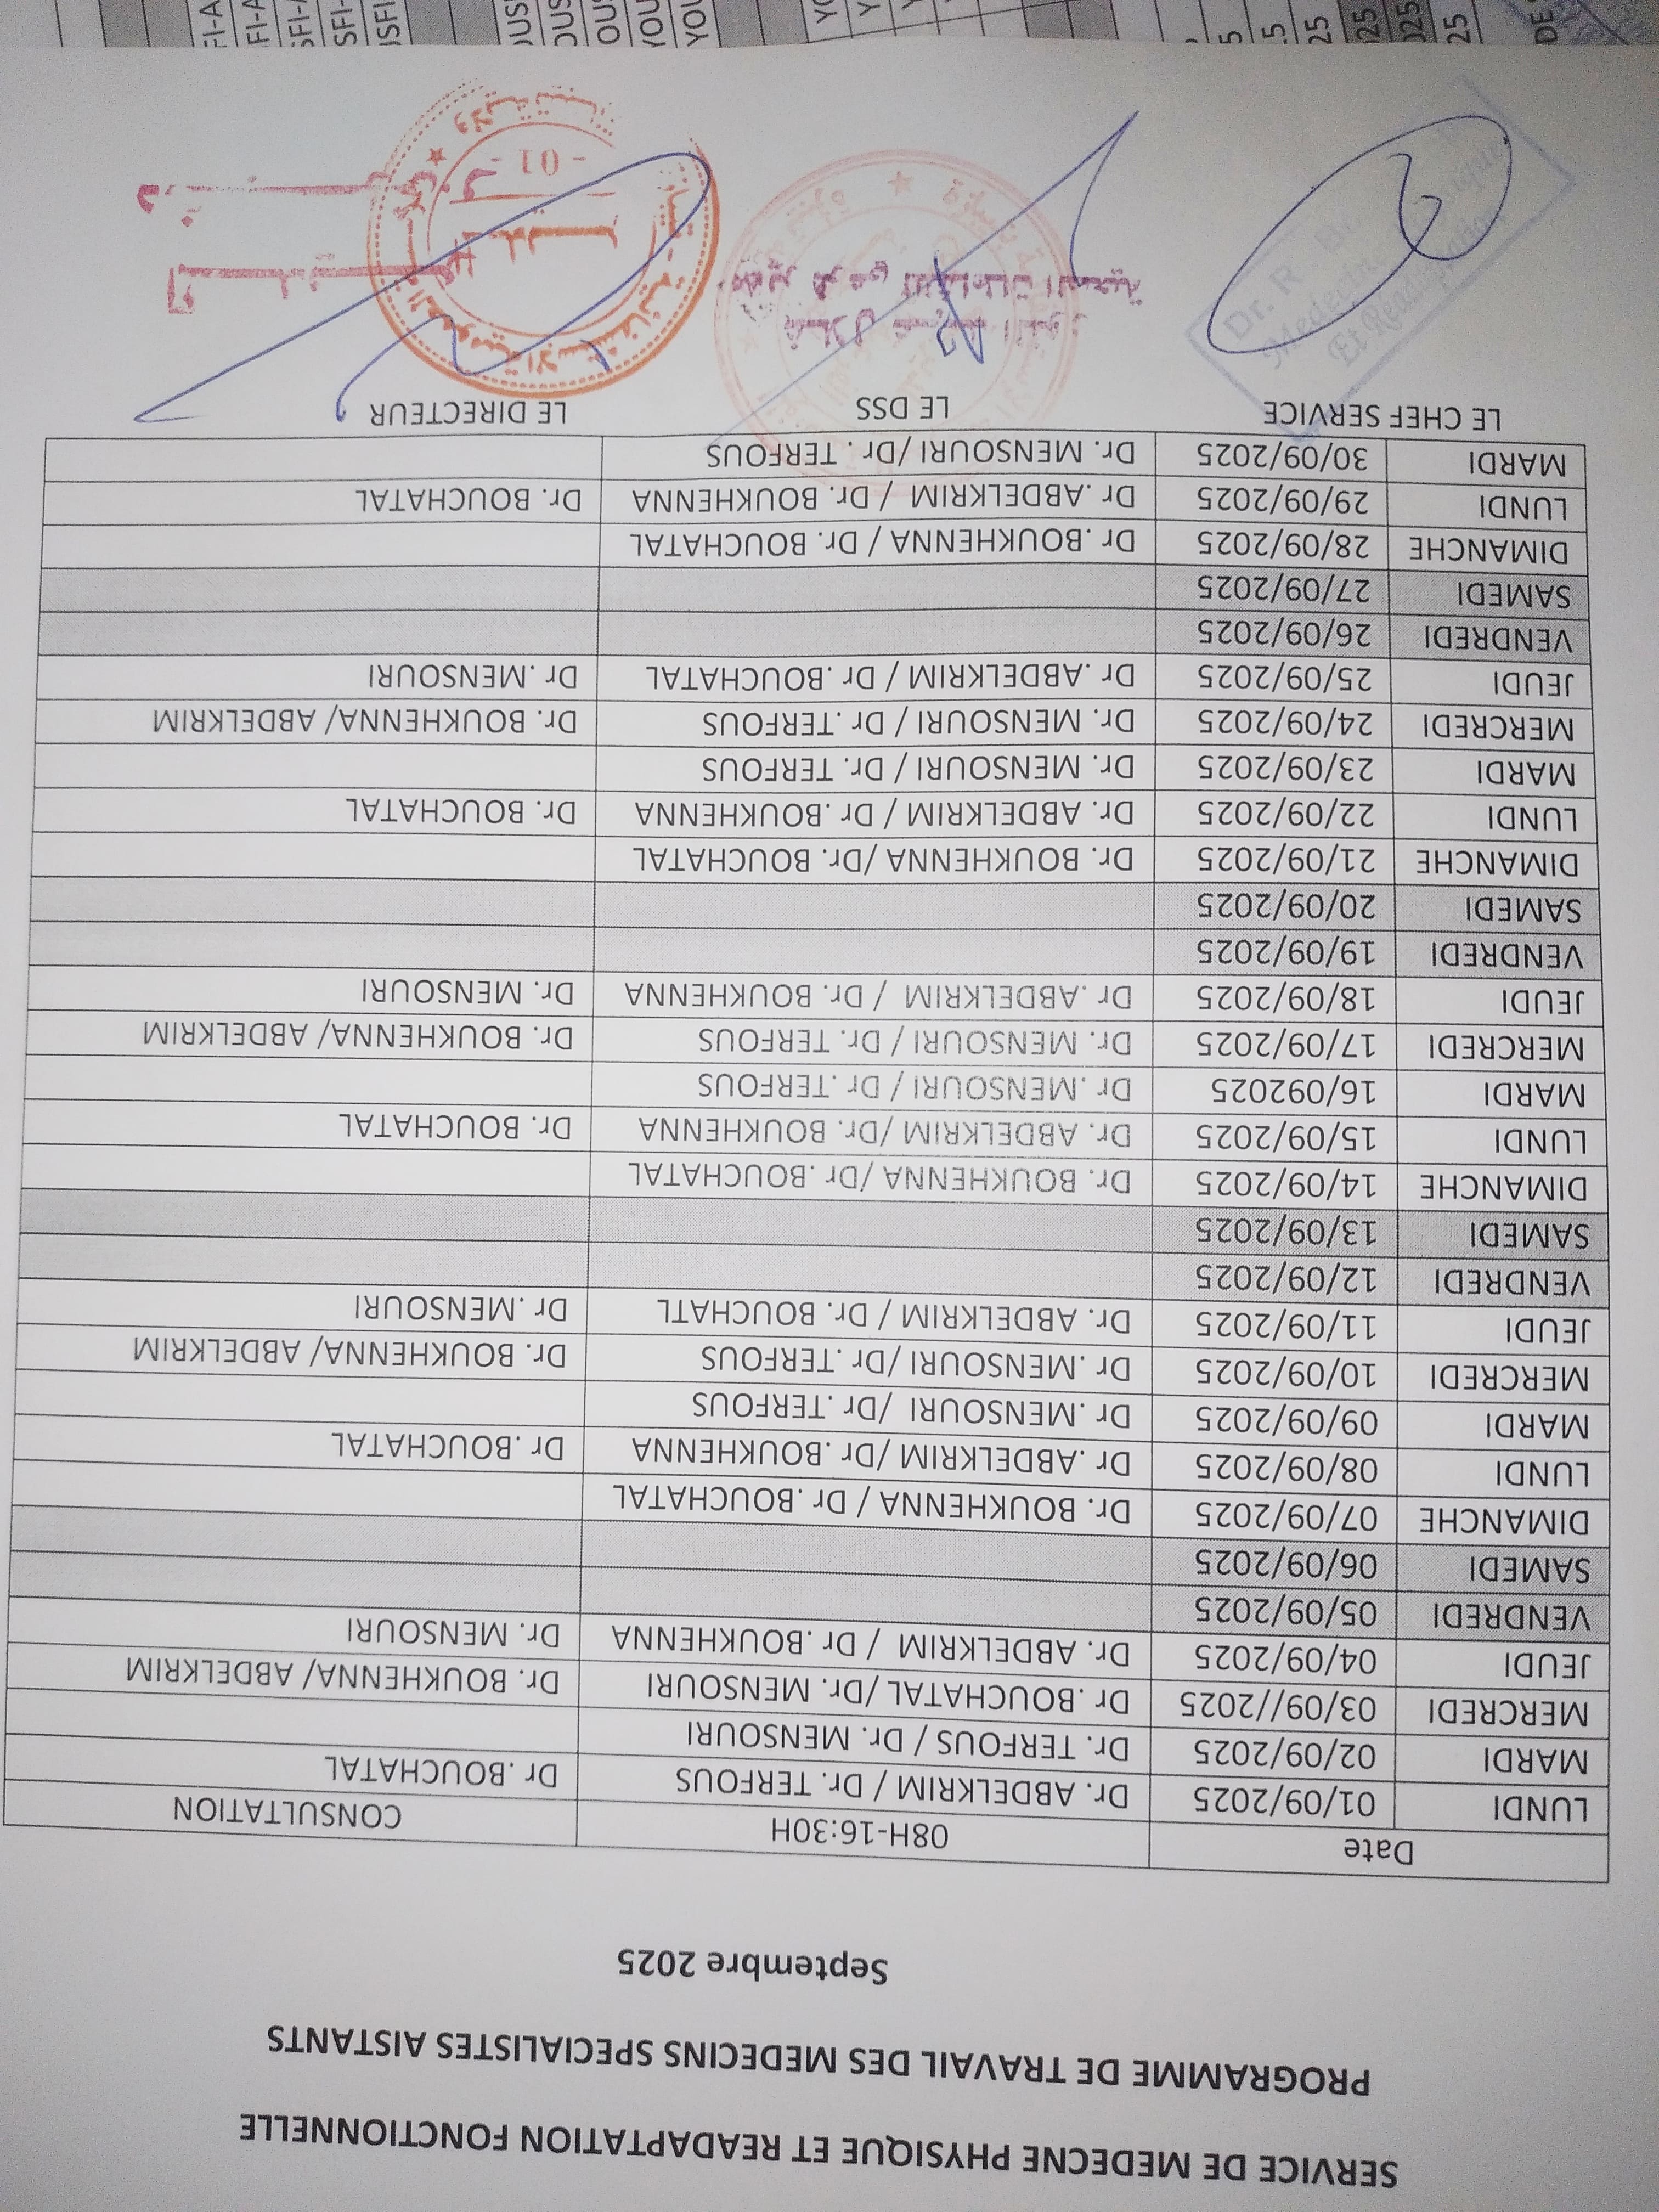 SERVICE DE MEDECNE PHYSIQUE ET READAPTATION FONCTIONNELLE
PROGRAMME DE TRAVAIL DES MEDECINS SPECIALISTES AISTANTS
Septembre 2025
Date 08H-16:30H CONSULTATION
LUNDI 01/09/2025 Dr. ABDELKRIM / Dr. TERFOUS Dr .BOUCHATAL
MARDI 02/09/2025 Dr. TERFOUS / Dr. MENSOURI
MERCREDI 03/09//2025 Dr .BOUCHATAL /Dr. MENSOURI Dr. BOUKHENNA/ ABDELKRIM
JEUDI 04/09/2025 Dr. ABDELKRIM / Dr .BOUKHENNA Dr. MENSOURI
VENDREDI 05/09/2025
SAMEDI 06/09/2025
DIMANCHE 07/09/2025 Dr. BOUKHENNA / Dr .BOUCHATAL
LUNDI 08/09/2025 Dr .ABDELKRIM /Dr .BOUKHENNA Dr .BOUCHATAL
MARDI 09/09/2025 Dr .MENSOURI /Dr .TERFOUS
MERCREDI 10/09/2025 Dr .MENSOURI /Dr .TERFOUS Dr. BOUKHENNA/ ABDELKRIM
JEUDI 11/09/2025 Dr. ABDELKRIM / Dr. BOUCHATL Dr .MENSOURI
VENDREDI 12/09/2025
SAMEDI 13/09/2025
DIMANCHE 14/09/2025 Dr. BOUKHENNA /Dr .BOUCHATAL
LUNDI 15/09/2025 Dr. ABDELKRIM /Dr. BOUKHENNA Dr. BOUCHATAL
MARDI 16/092025 Dr .MENSOURI / Dr .TERFOUS
MERCREDI 17/09/2025 Dr. MENSOURI / Dr. TERFOUS Dr. BOUKHENNA/ ABDELKRIM
JEUDI 18/09/2025 Dr .ABDELKRIM / Dr. BOUKHENNA Dr. MENSOURI
VENDREDI 19/09/2025
SAMEDI 20/09/2025
DIMANCHE 21/09/2025 Dr. BOUKHENNA /Dr. BOUCHATAL
LUNDI 22/09/2025 Dr. ABDELKRIM / Dr .BOUKHENNA Dr. BOUCHATAL
MARDI 23/09/2025 Dr. MENSOURI / Dr. TERFOUS
MERCREDI 24/09/2025 Dr. MENSOURI / Dr .TERFOUS Dr. BOUKHENNA/ ABDELKRIM
JEUDI 25/09/2025 Dr .ABDELKRIM / Dr .BOUCHATAL Dr .MENSOURI
VENDREDI 26/09/2025
SAMEDI 27/09/2025
DIMANCHE 28/09/2025 Dr .BOUKHENNA / Dr. BOUCHATAL
LUNDI 29/09/2025 Dr .ABDELKRIM / Dr. BOUKHENNA Dr. BOUCHATAL
MARDI 30/09/2025 Dr. MENSOURI /Dr . TERFOUS
LE CHEF SERVICE LE DSS LE DIRECTEUR
مدير فرعي للنشاطات الصحية
المدير
العمومية الإستشفائية
المدير
- 01 -
ولاية